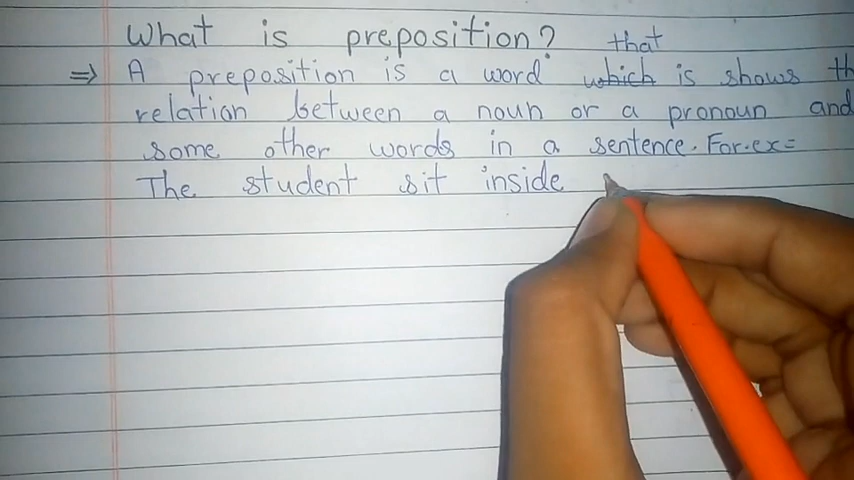 What is preposition?
that
⇒ A preposition is a word which is shows th
relation between a noun or a pronoun and
some other words in a sentence. For.ex=
The student sit inside